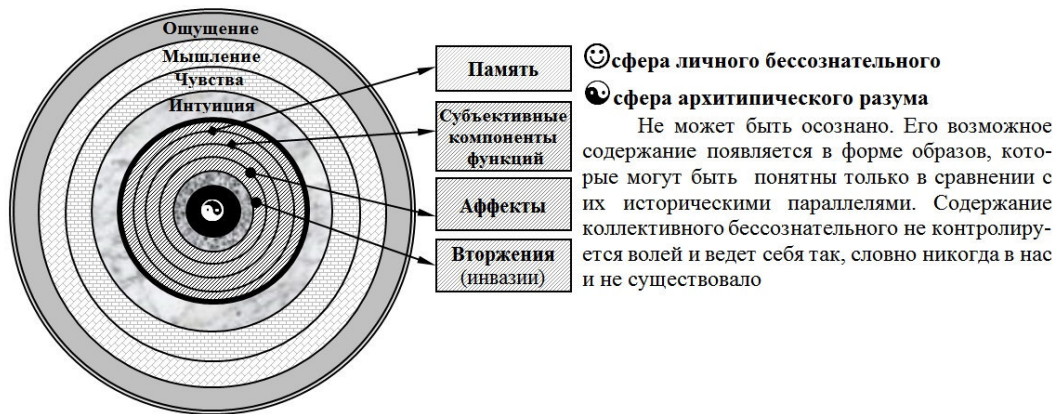 Ощущение
Мышление
Чувства
Интуиция
Память
Субъективные
компоненты
функций
Аффекты
Вторжения
(инвазии)
сфера личного бессознательного
сфера архитипического разума
Не может быть осознано. Его возможное
содержание появляется в форме образов, кото-
рые могут быть понятны только в сравнении с
их историческими параллелями. Содержание
коллективного бессознательного не контролиру-
ется волей и ведет себя так, словно никогда в нас
и не существовало